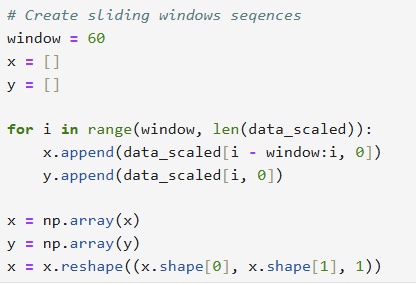 # Create sliding windows seqences
window = 60
x = []
y = []
for i in range(window, len(data_scaled)):
    x.append(data_scaled[i - window:i, 0])
    y.append(data_scaled[i, 0])
x = np.array(x)
y = np.array(y)
x = x.reshape((x.shape[0], x.shape[1], 1))